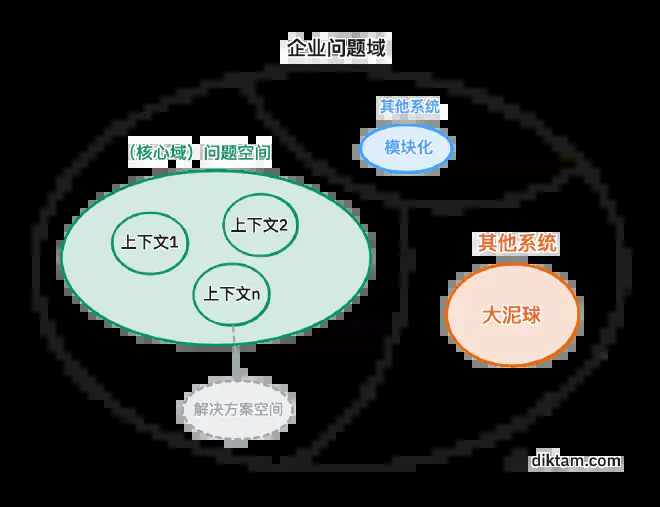 企业问题域
其他系统
模块化
（核心域）问题空间
上下文1
上下文2
上下文n
其他系统
大泥球
解决方案空间
diktam.com